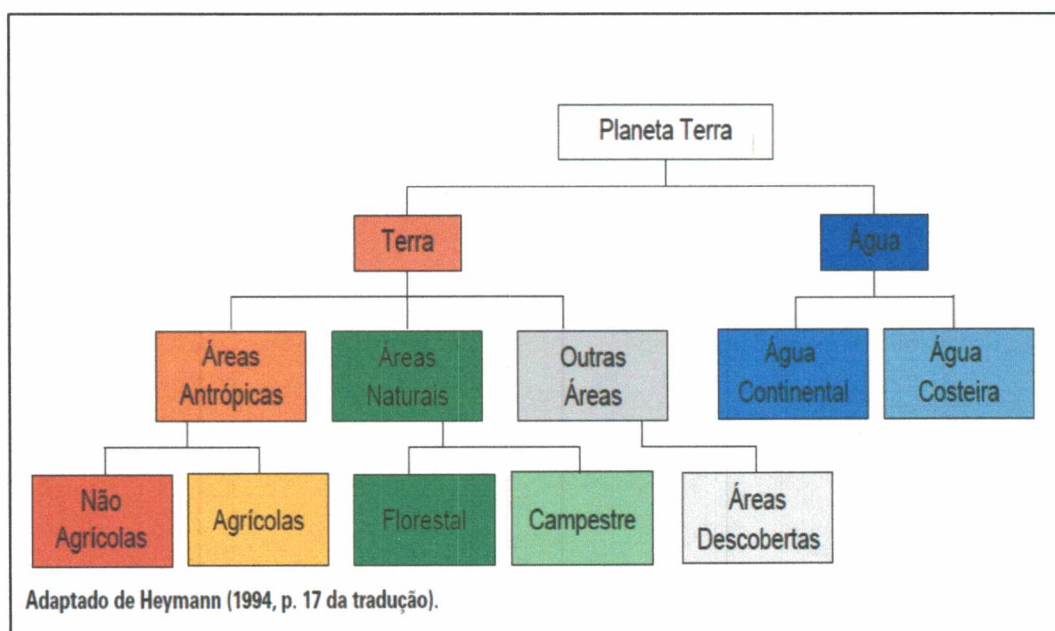 Planeta Terra
Terra
Água
Áreas
Antrópicas
Áreas
Naturais
Outras
Áreas
Água
Continental
Água
Costeira
Não
Agrícolas
Agrícolas
Florestal
Campestre
Áreas
Descobertas
Adaptado de Heymann (1994, p. 17 da tradução).